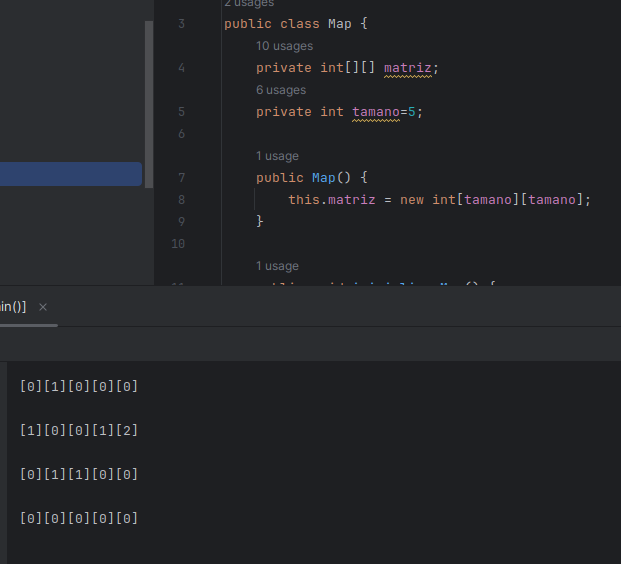 2 usages
3 public class Map {
10 usages
4 private int[][] matriz;
6 usages
5 private int tamano=5;
6
1 usage
7 public Map() {
8 this.matriz = new int[tamano][tamano];
9 }
10
1 usage
in()] ×
[0][1][0][0][0]
[1][0][0][1][2]
[0][1][1][0][0]
[0][0][0][0][0]